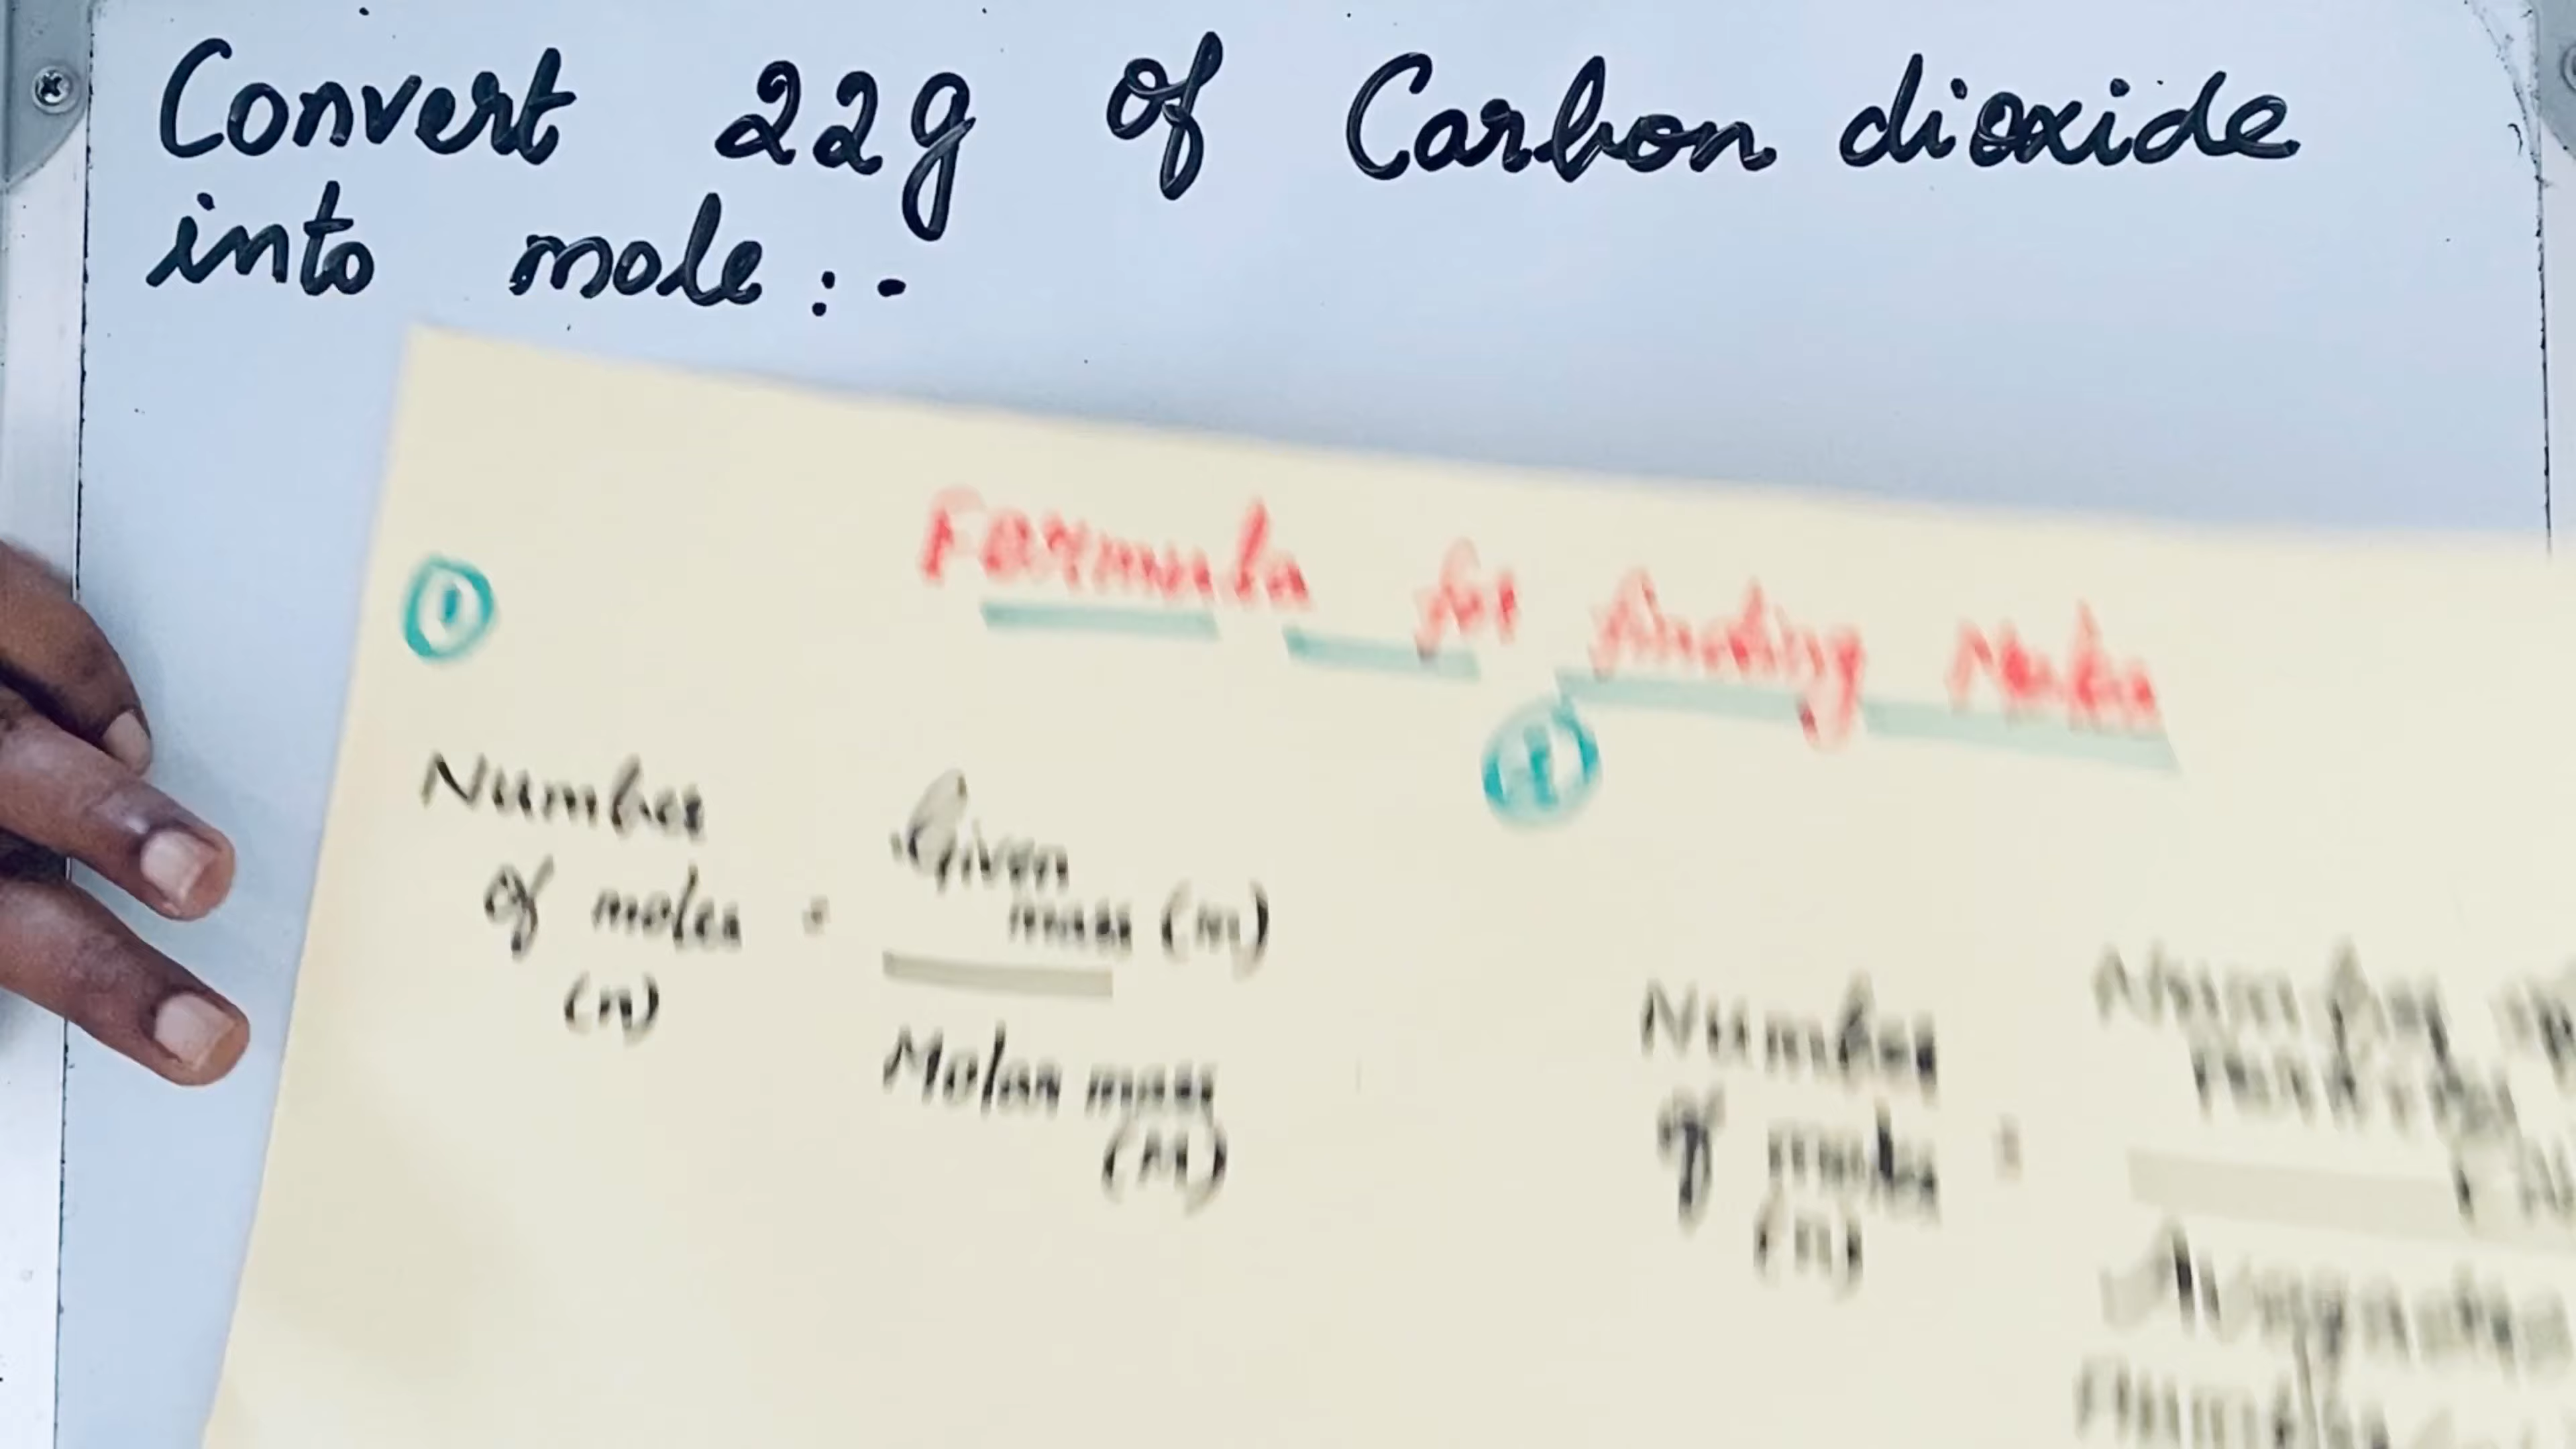 Convert 22g of Carbon dioxide
into mole:-
Formula for finding Moles
①
②
Number
of moles
(n)
=
Given
mass (m)
Molar mass
(M)
Number
of moles
(n)
=
Number